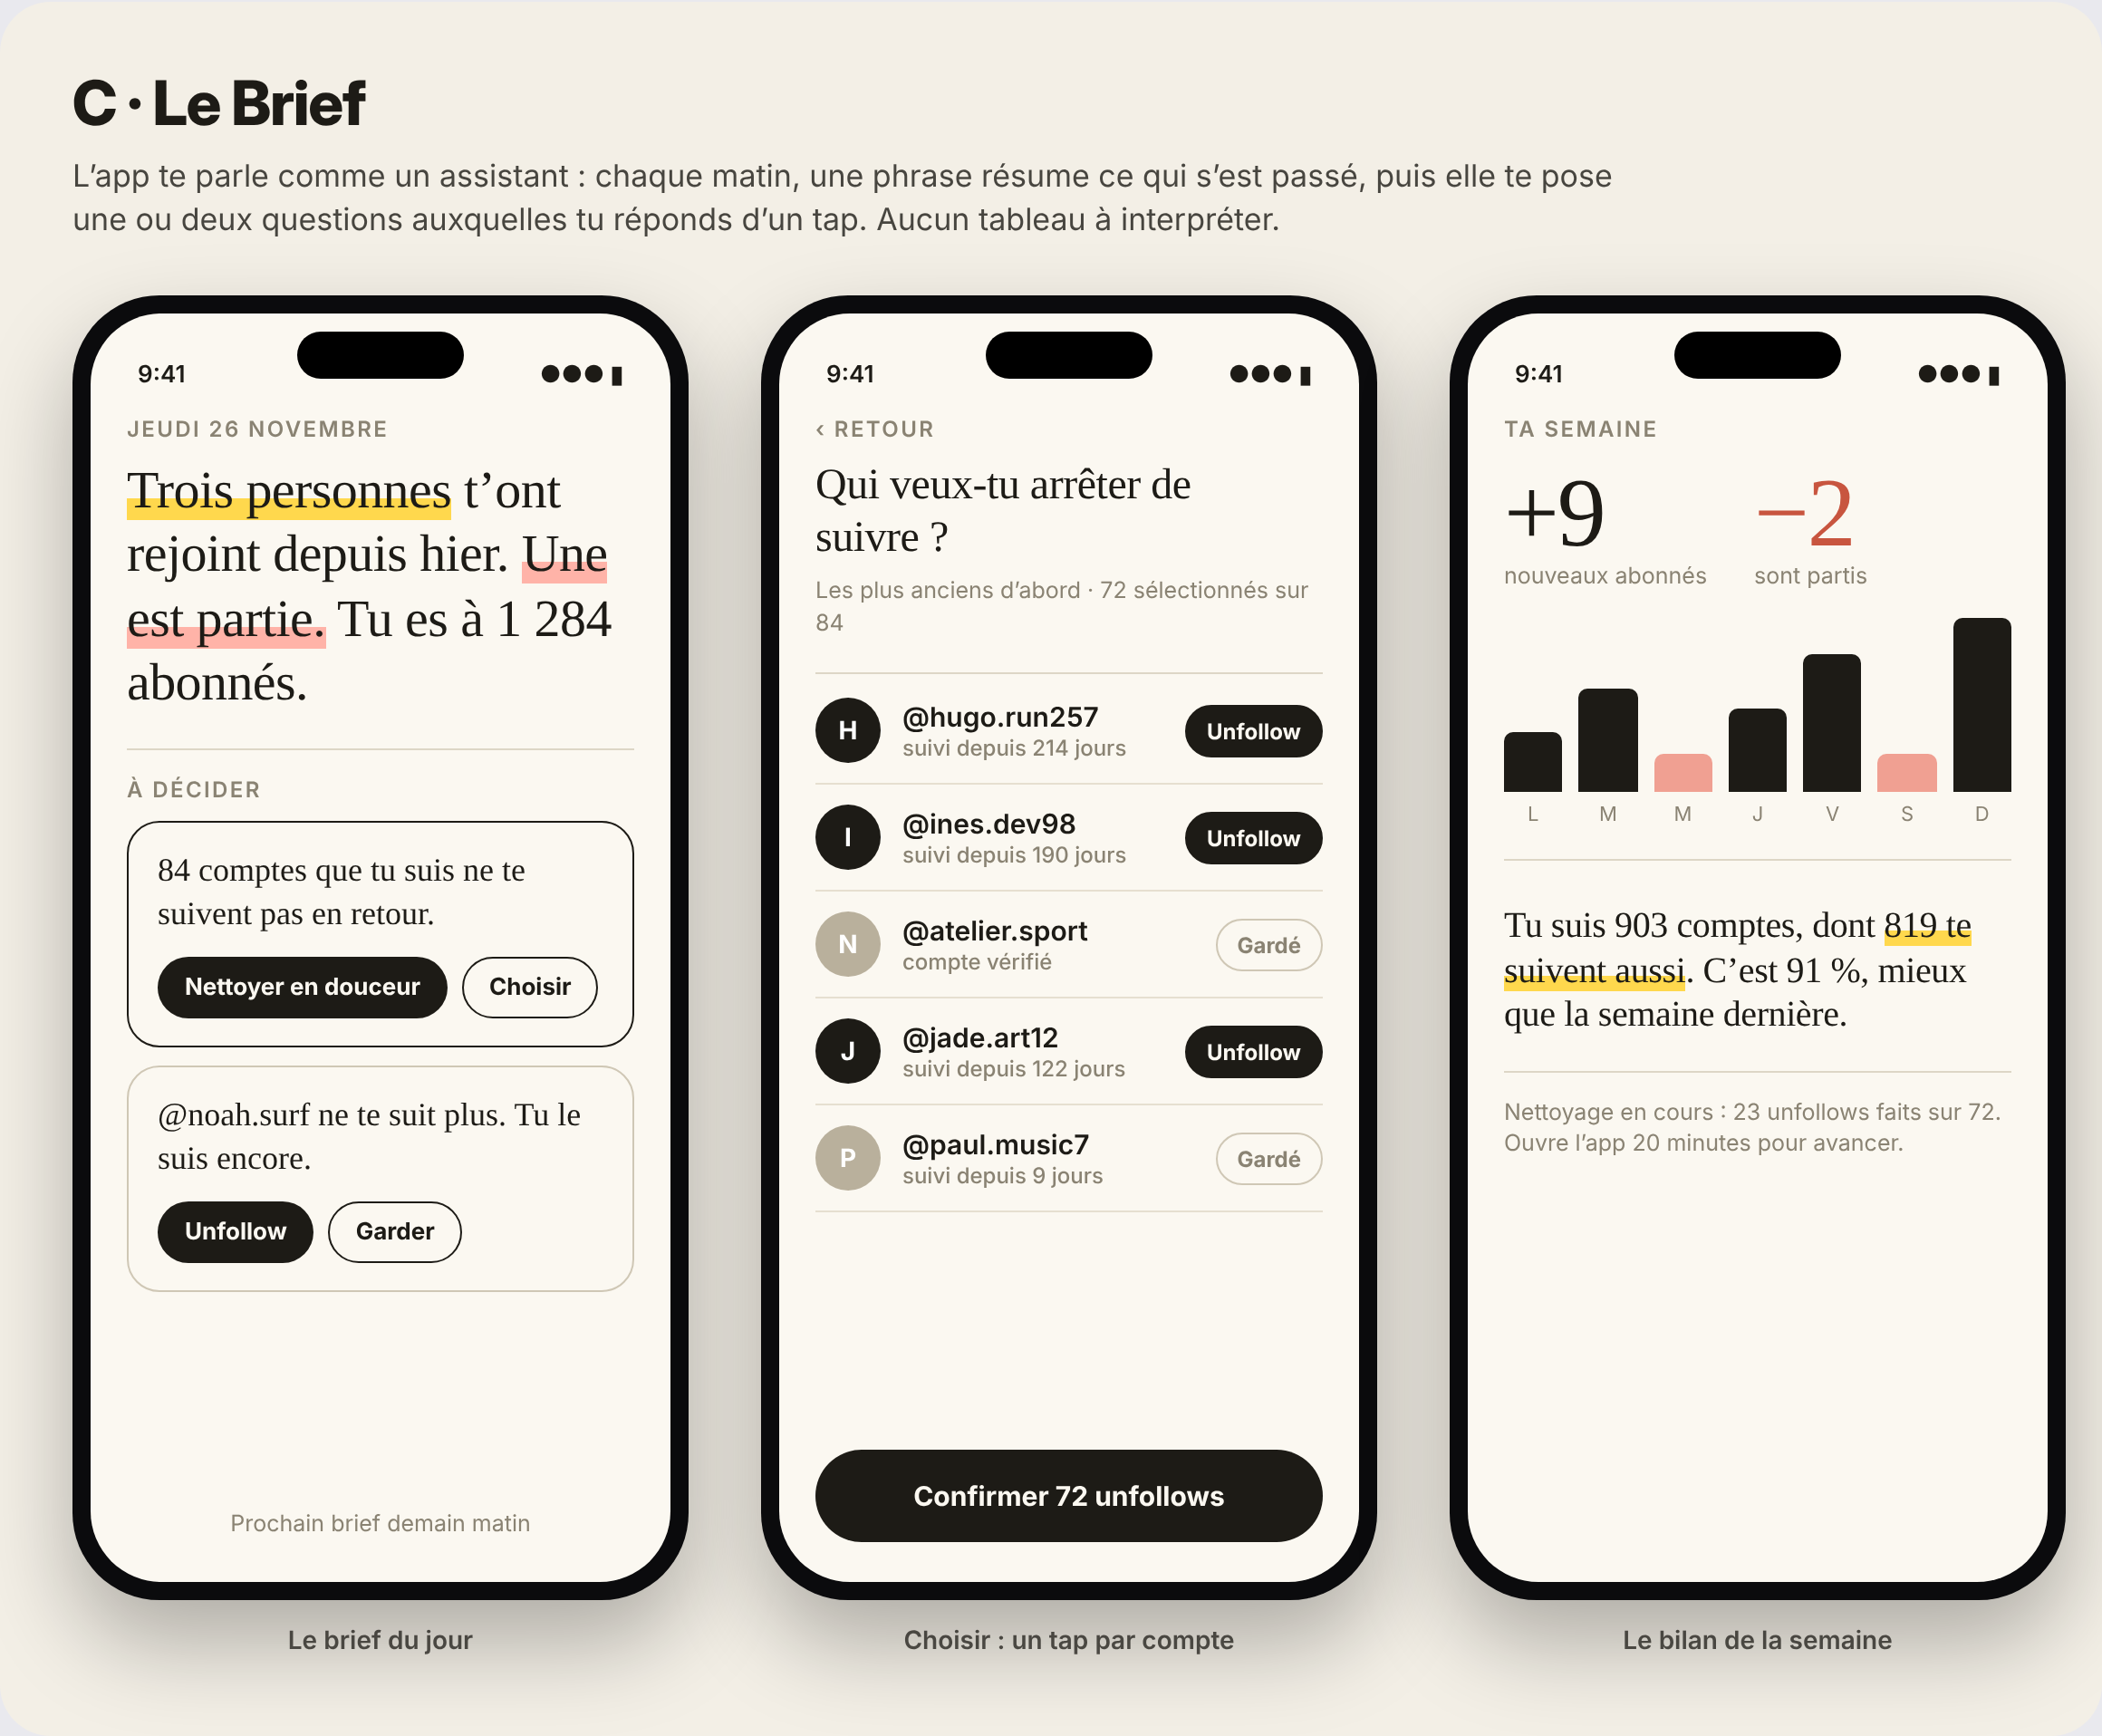 C · Le Brief
L’app te parle comme un assistant : chaque matin, une phrase résume ce qui s’est passé, puis elle te pose
une ou deux questions auxquelles tu réponds d’un tap. Aucun tableau à interpréter.
9:41
JEUDI 26 NOVEMBRE
Trois personnes t’ont
rejoint depuis hier. Une
est partie. Tu es à 1 284
abonnés.
À DÉCIDER
84 comptes que tu suis ne te
suivent pas en retour.
Nettoyer en douceur
Choisir
@noah.surf ne te suit plus. Tu le
suis encore.
Unfollow
Garder
Prochain brief demain matin
Le brief du jour
9:41
‹ RETOUR
Qui veux-tu arrêter de
suivre ?
Les plus anciens d’abord · 72 sélectionnés sur
84
H
@hugo.run257
suivi depuis 214 jours
Unfollow
I
@ines.dev98
suivi depuis 190 jours
Unfollow
N
@atelier.sport
compte vérifié
Gardé
J
@jade.art12
suivi depuis 122 jours
Unfollow
P
@paul.music7
suivi depuis 9 jours
Gardé
Confirmer 72 unfollows
Choisir : un tap par compte
9:41
TA SEMAINE
+9
−2
nouveaux abonnés
sont partis
L M M J V S D
Tu suis 903 comptes, dont 819 te
suivent aussi. C’est 91 %, mieux
que la semaine dernière.
Nettoyage en cours : 23 unfollows faits sur 72.
Ouvre l’app 20 minutes pour avancer.
Le bilan de la semaine